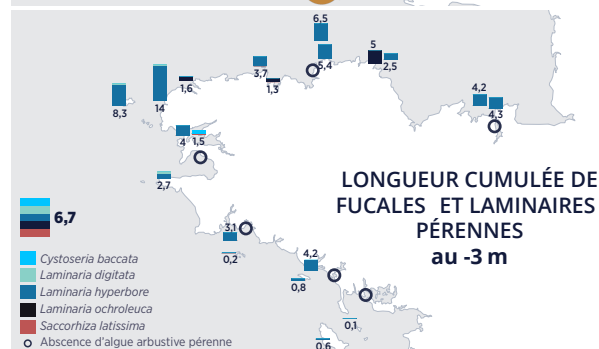 6,5
5,4
5
2,5
3,7
1,3
1,6
14
8,3
4,2
4,3
4
1,5
2,7
LONGUEUR CUMULÉE DE
FUCALES ET LAMINAIRES
PÉRENNES
au -3 m
6,7
3,1
0,2
4,2
0,8
0,1
0,6
Cystoseria baccata
Laminaria digitata
Laminaria hyperbore
Laminaria ochroleuca
Saccorhiza latissima
Abscence d'algue arbustive pérenne